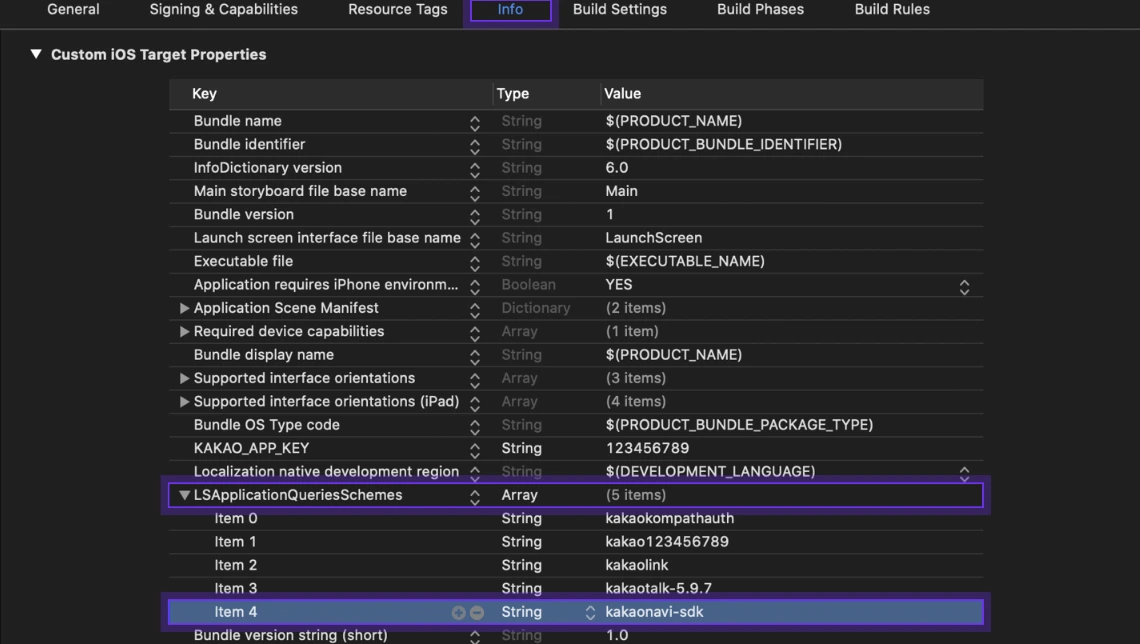 General Signing & Capabilities Resource Tags Info Build Settings Build Phases Build Rules
Custom iOS Target Properties
Key Type Value
Bundle name String $(PRODUCT_NAME)
Bundle identifier String $(PRODUCT_BUNDLE_IDENTIFIER)
InfoDictionary version String 6.0
Main storyboard file base name String Main
Bundle version String 1
Launch screen interface file base name String LaunchScreen
Executable file String $(EXECUTABLE_NAME)
Application requires iPhone environm... Boolean YES
Application Scene Manifest Dictionary (2 items)
Required device capabilities Array (1 item)
Bundle display name String $(PRODUCT_NAME)
Supported interface orientations Array (3 items)
Supported interface orientations (iPad) Array (4 items)
Bundle OS Type code String $(PRODUCT_BUNDLE_PACKAGE_TYPE)
KAKAO_APP_KEY String 123456789
Localization native development region String $(DEVELOPMENT_LANGUAGE)
LSApplicationQueriesSchemes Array (5 items)
Item 0 String kakaokompathauth
Item 1 String kakao123456789
Item 2 String kakaolink
Item 3 String kakaotalk-5.9.7
Item 4 String kakaonavi-sdk
Bundle version string (short) String 1.0